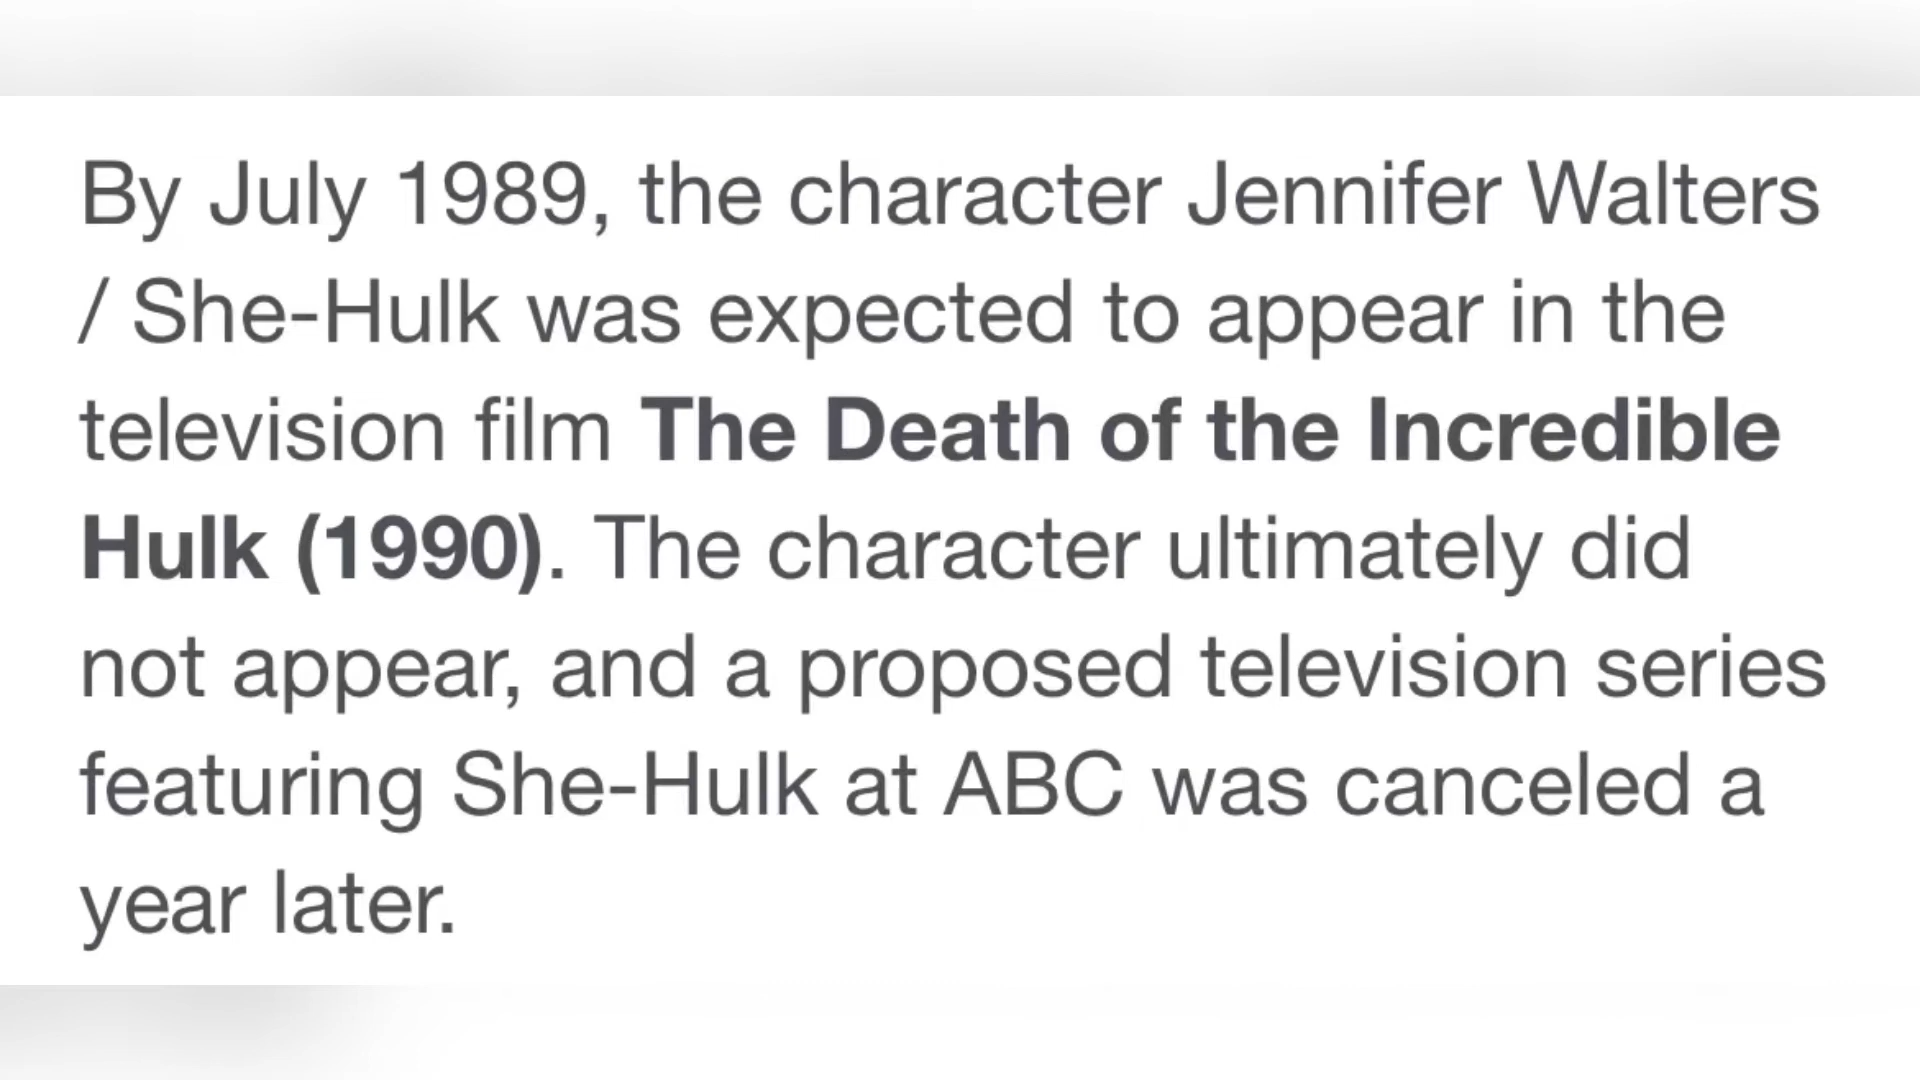 By July 1989, the character Jennifer Walters
/ She-Hulk was expected to appear in the
television film The Death of the Incredible
Hulk (1990). The character ultimately did
not appear, and a proposed television series
featuring She-Hulk at ABC was canceled a
year later.